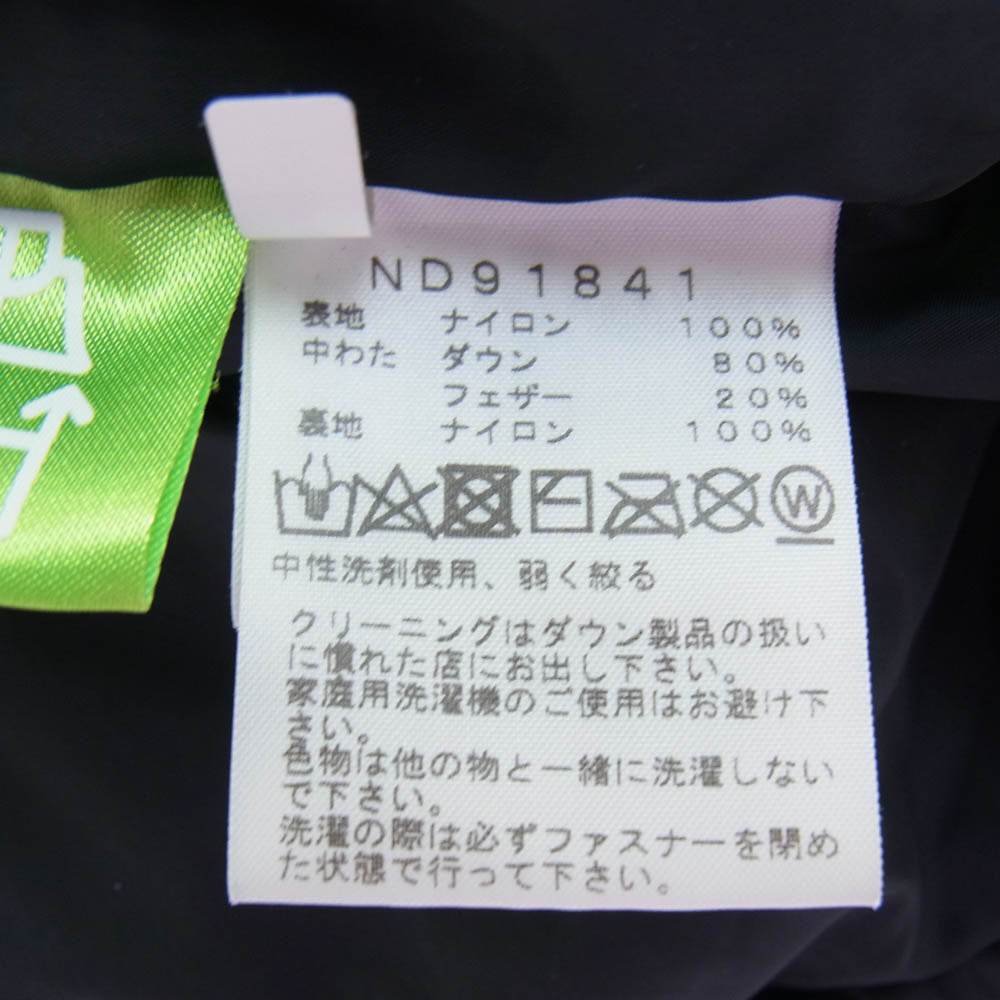 ND91841
表地 ナイロン 100%
中わた ダウン 80%
フェザー 20%
裏地 ナイロン 100%
W
中性洗剤使用、弱く絞る
クリーニングはダウン製品の扱い
に慣れた店にお出し下さい。
家庭用洗濯機のご使用はお避け下
さい。
色物は他の物と一緒に洗濯しない
で下さい。
洗濯の際は必ずファスナーを閉め
た状態で行って下さい。